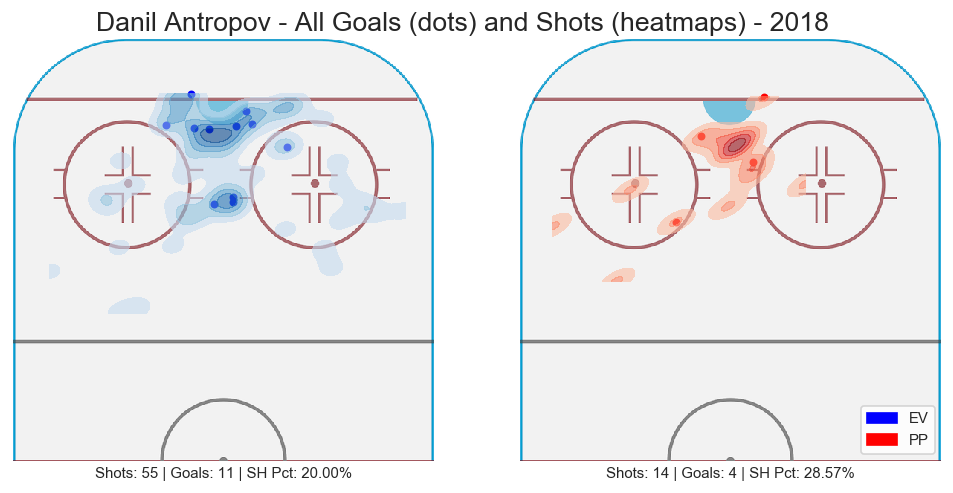 Danil Antropov - All Goals (dots) and Shots (heatmaps) - 2018
EV
PP
Shots: 55 | Goals: 11 | SH Pct: 20.00%
Shots: 14 | Goals: 4 | SH Pct: 28.57%